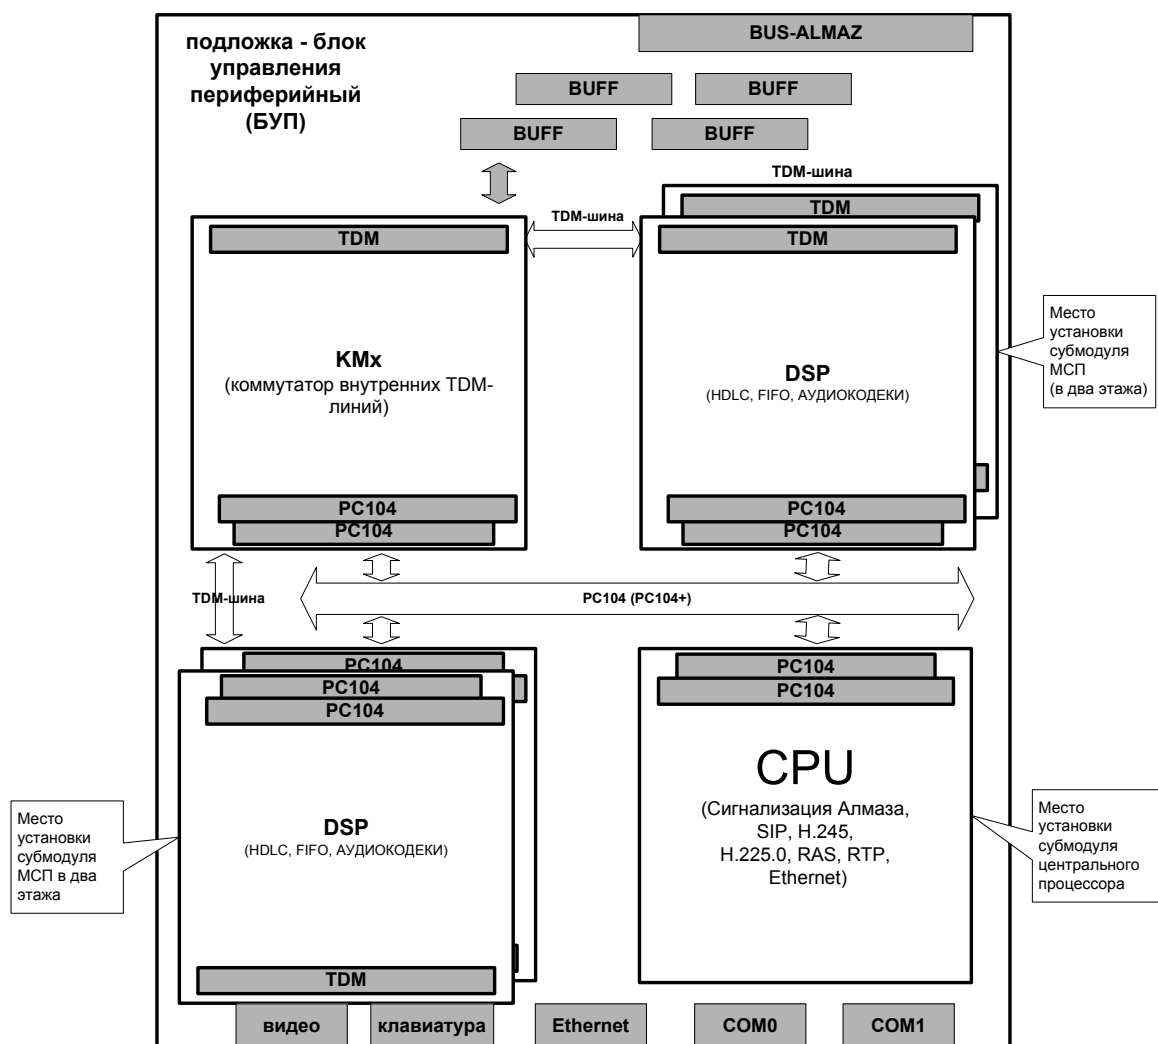 подложка - блок
управления
периферийный
(БУП)
BUS-ALMAZ
BUFF
BUFF
BUFF
BUFF
TDM-шина
TDM-шина
TDM
TDM
TDM
KMx
(коммутатор внутренних TDM-
линий)
DSP
(HDLC, FIFO, АУДИОКОДЕКИ)
Место
установки
субмодуля
МСП
(в два этажа)
PC104
PC104
PC104
PC104
TDM-шина
PC104 (PC104+)
PC104
PC104
PC104
PC104
PC104
DSP
(HDLC, FIFO, АУДИОКОДЕКИ)
CPU
(Сигнализация Алмаза,
SIP, H.245,
H.225.0, RAS, RTP,
Ethernet)
Место
установки
субмодуля
МСП в два
этажа
Место
установки
субмодуля
центрального
процессора
TDM
видео
клавиатура
Ethernet
COM0
COM1